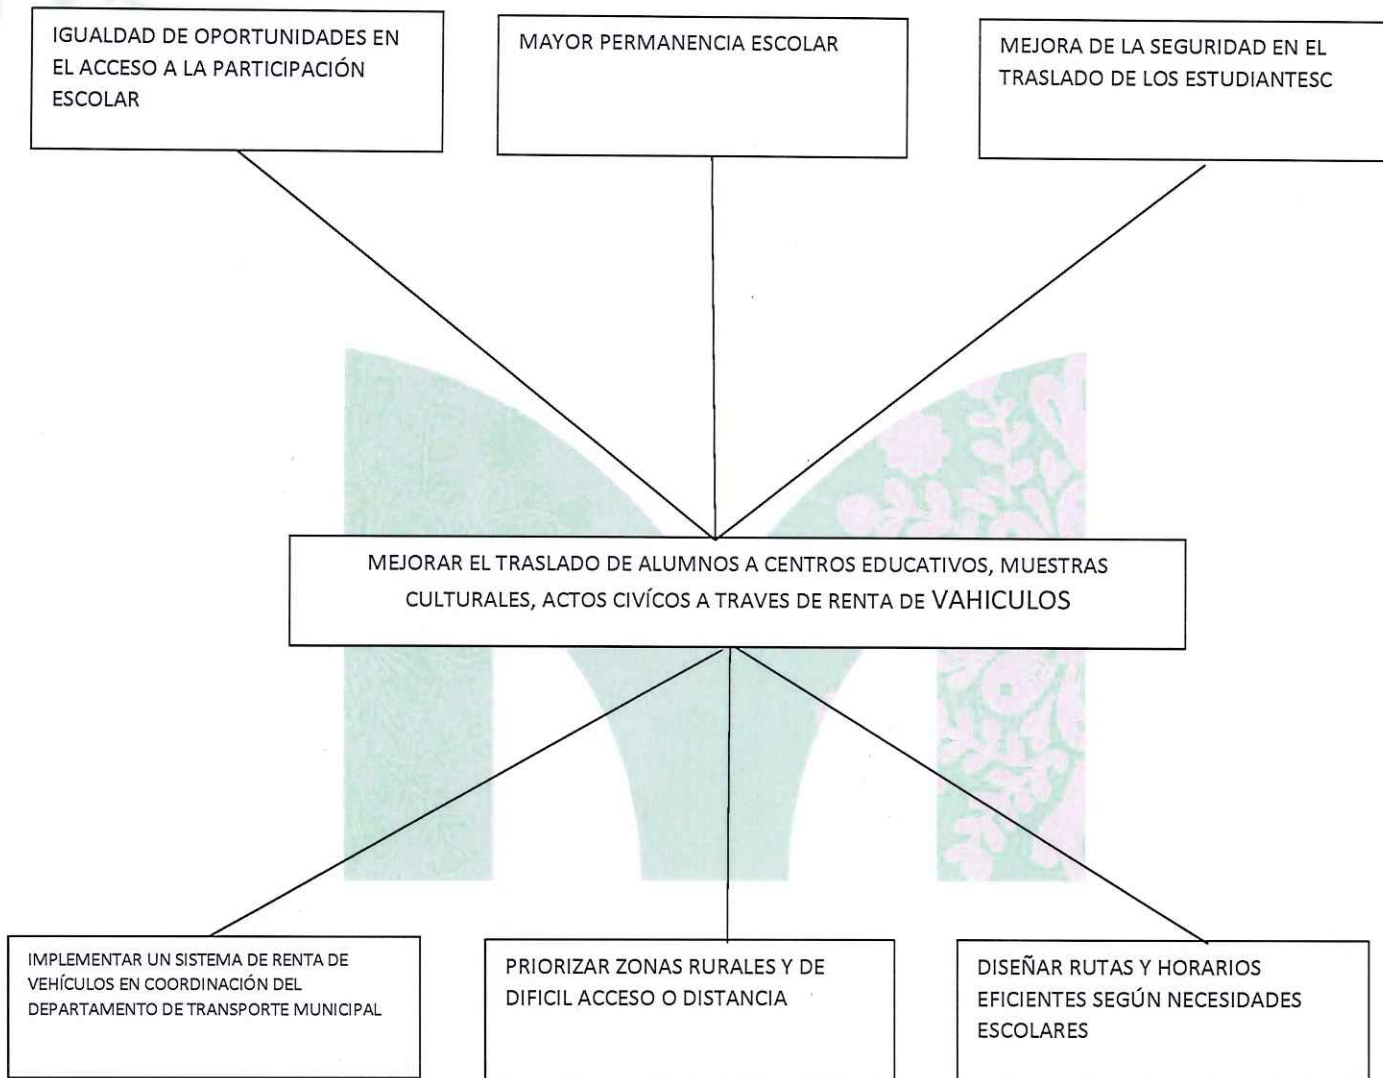 IGUALDAD DE OPORTUNIDADES EN
EL ACCESO A LA PARTICIPACIÓN
ESCOLAR
MAYOR PERMANENCIA ESCOLAR
MEJORA DE LA SEGURIDAD EN EL
TRASLADO DE LOS ESTUDIANTESC
MEJORAR EL TRASLADO DE ALUMNOS A CENTROS EDUCATIVOS, MUESTRAS
CULTURALES, ACTOS CIVÍCOS A TRAVES DE RENTA DE VAHICULOS
IMPLEMENTAR UN SISTEMA DE RENTA DE
VEHÍCULOS EN COORDINACIÓN DEL
DEPARTAMENTO DE TRANSPORTE MUNICIPAL
PRIORIZAR ZONAS RURALES Y DE
DIFICIL ACCESO O DISTANCIA
DISEÑAR RUTAS Y HORARIOS
EFICIENTES SEGÚN NECESIDADES
ESCOLARES